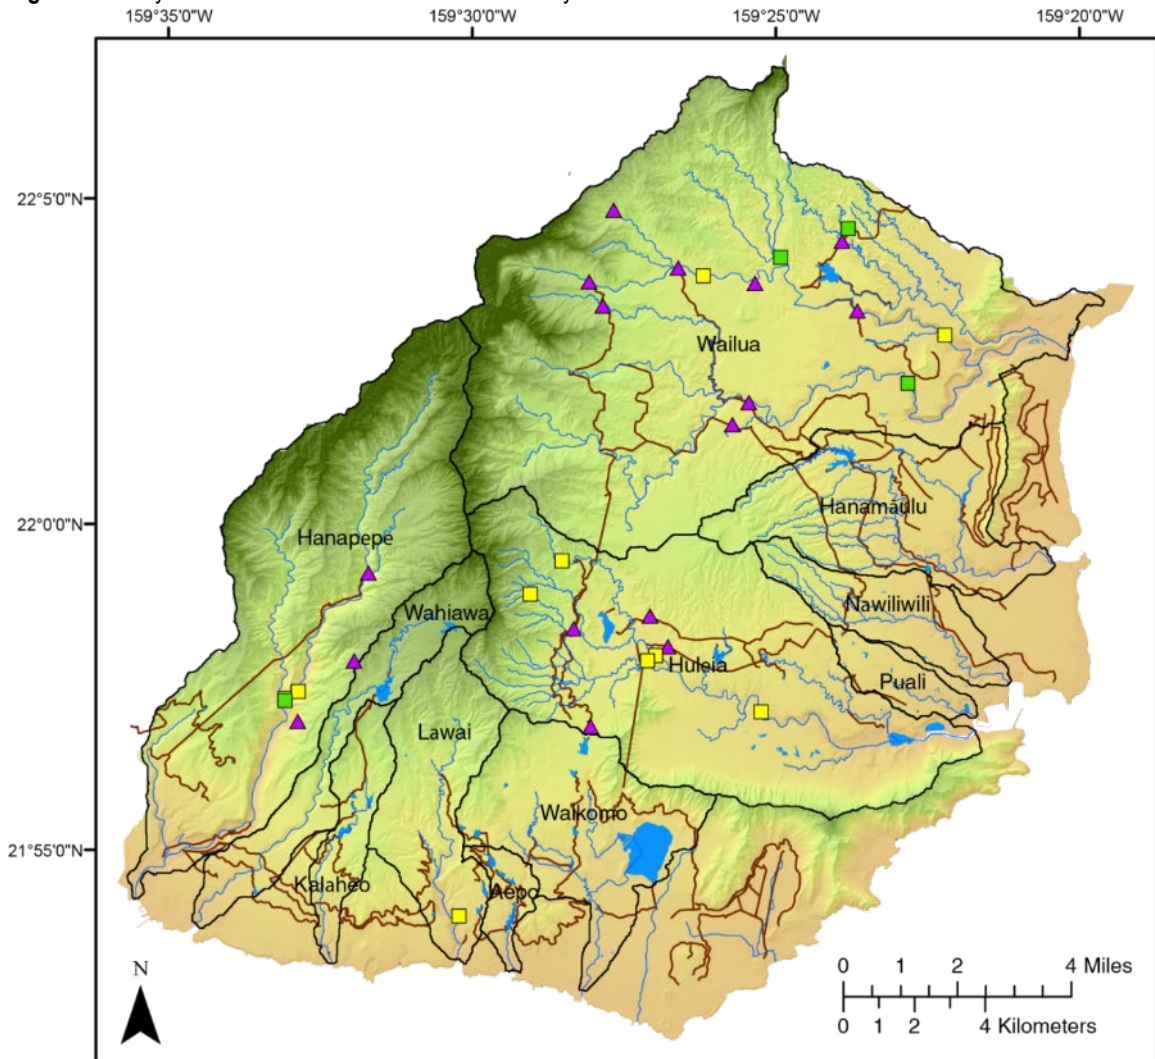 159°35'0"W 159°30'0"W 159°25'0"W 159°20'0"W
22°5'0"N
Wailua
22°0'0"N
Hanamāulu
Hanapepe
Nawiliwili
Wahiawa
Huleia
Puali
Lawai
Waikomo
21°55'0"N
Kalaheo
Aepo
N
0 1 2 4 Miles
0 1 2 4 Kilometers